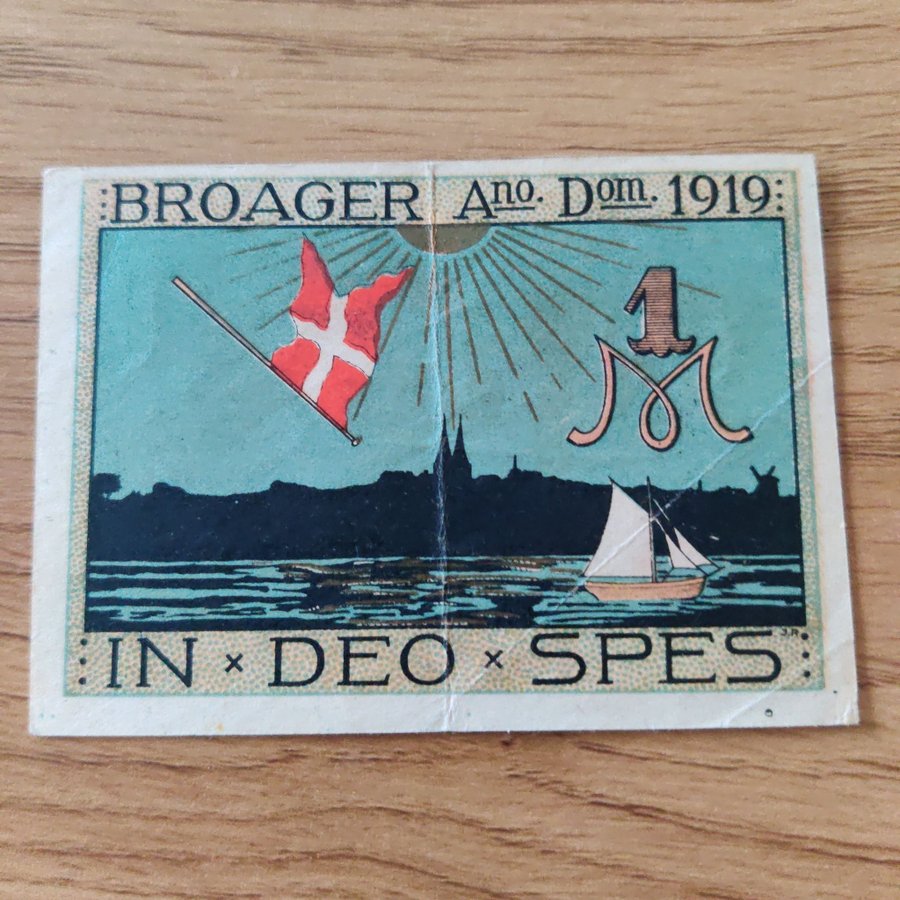 :BROAGER Ano. Dom. 1919:
1
M
J.R.
IN × DEO × SPES